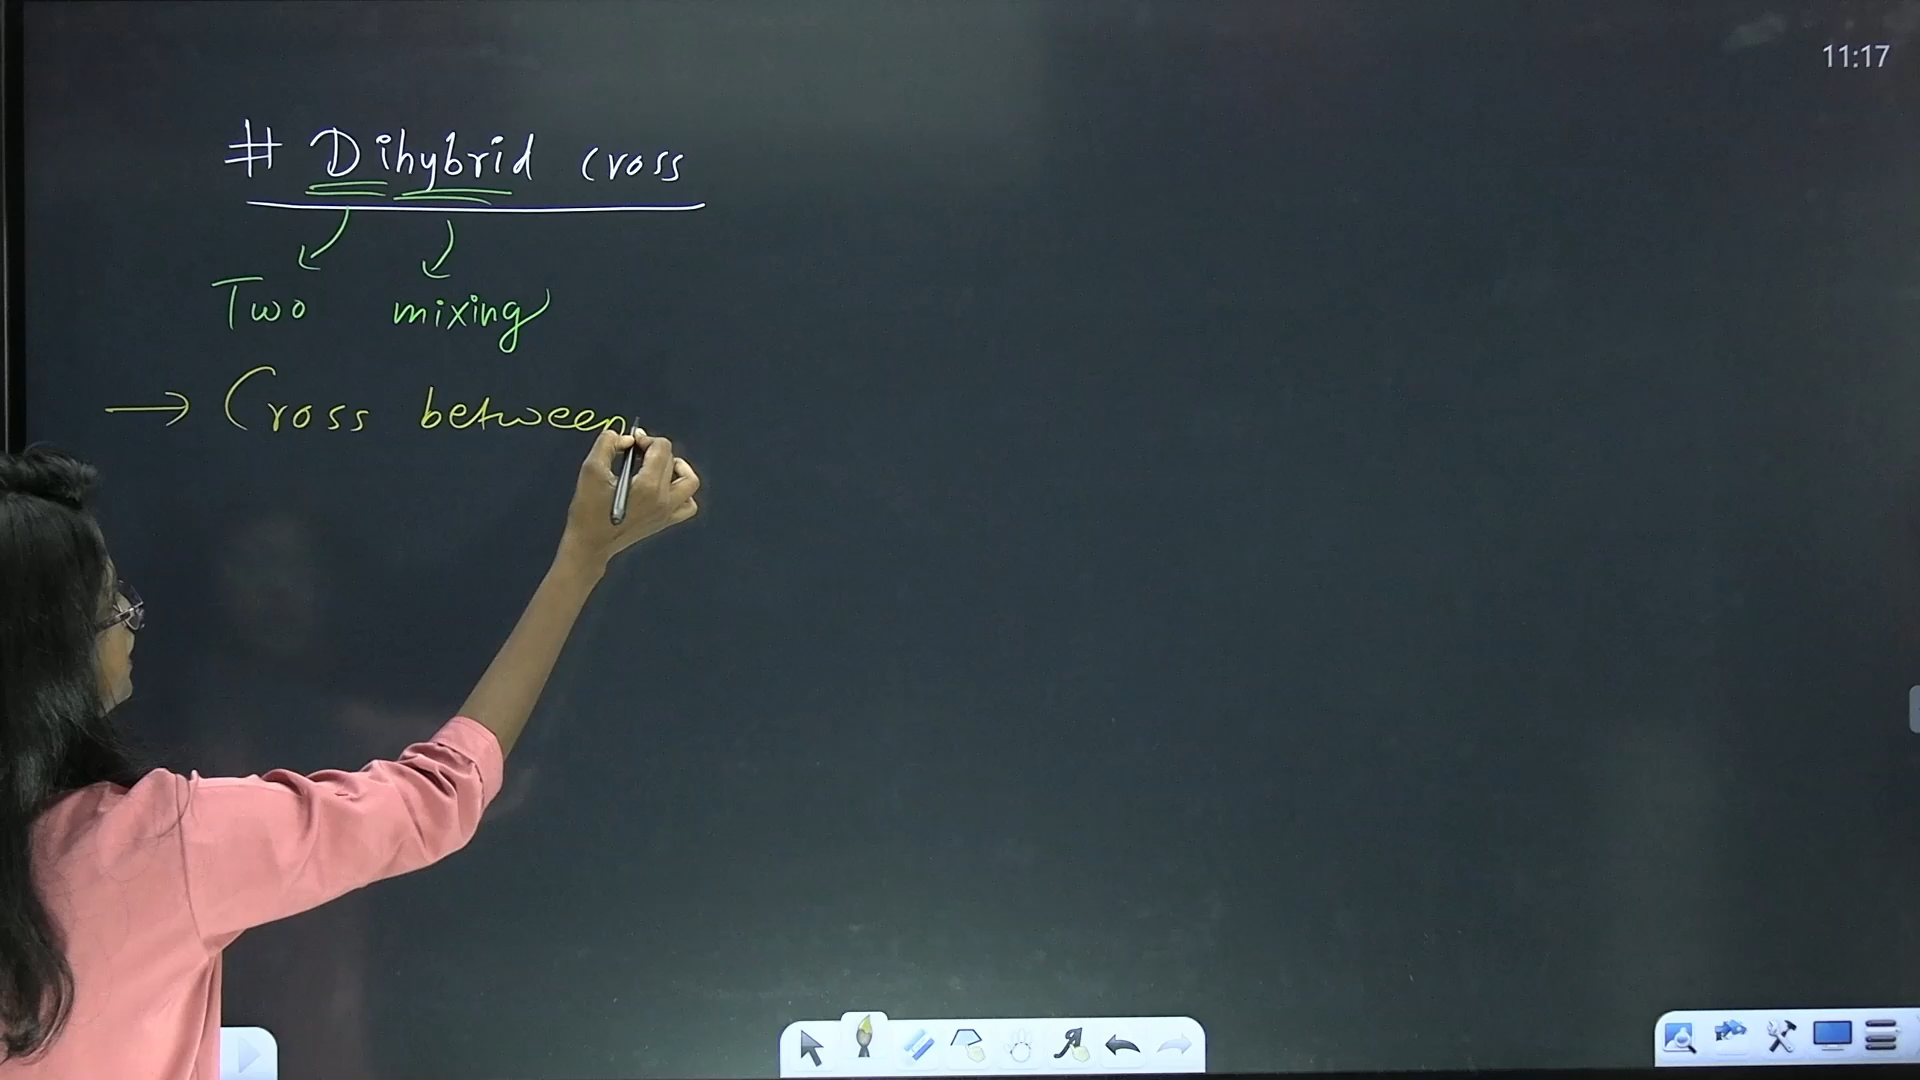 11:17
# Dihybrid cross
Two mixing
→ Cross between